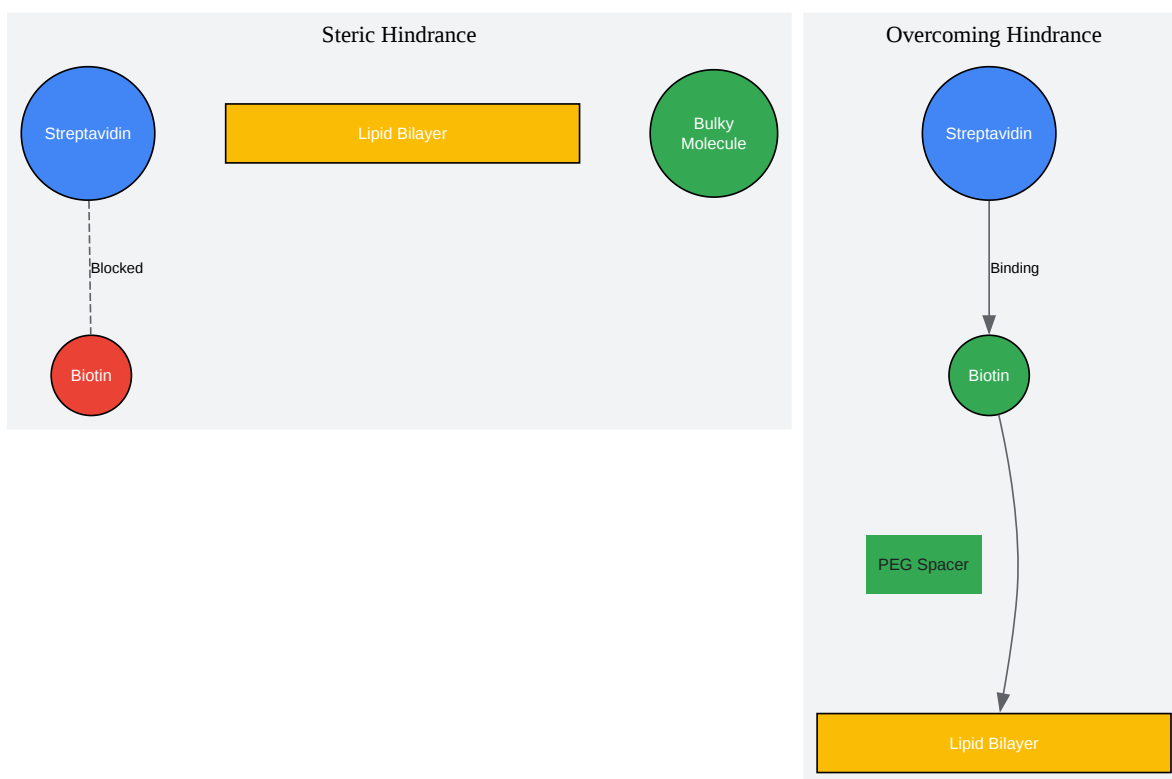 Steric Hindrance
Streptavidin
Lipid Bilayer
Bulky
Molecule
Blocked
Biotin
Overcoming Hindrance
Streptavidin
Binding
Biotin
PEG Spacer
Lipid Bilayer